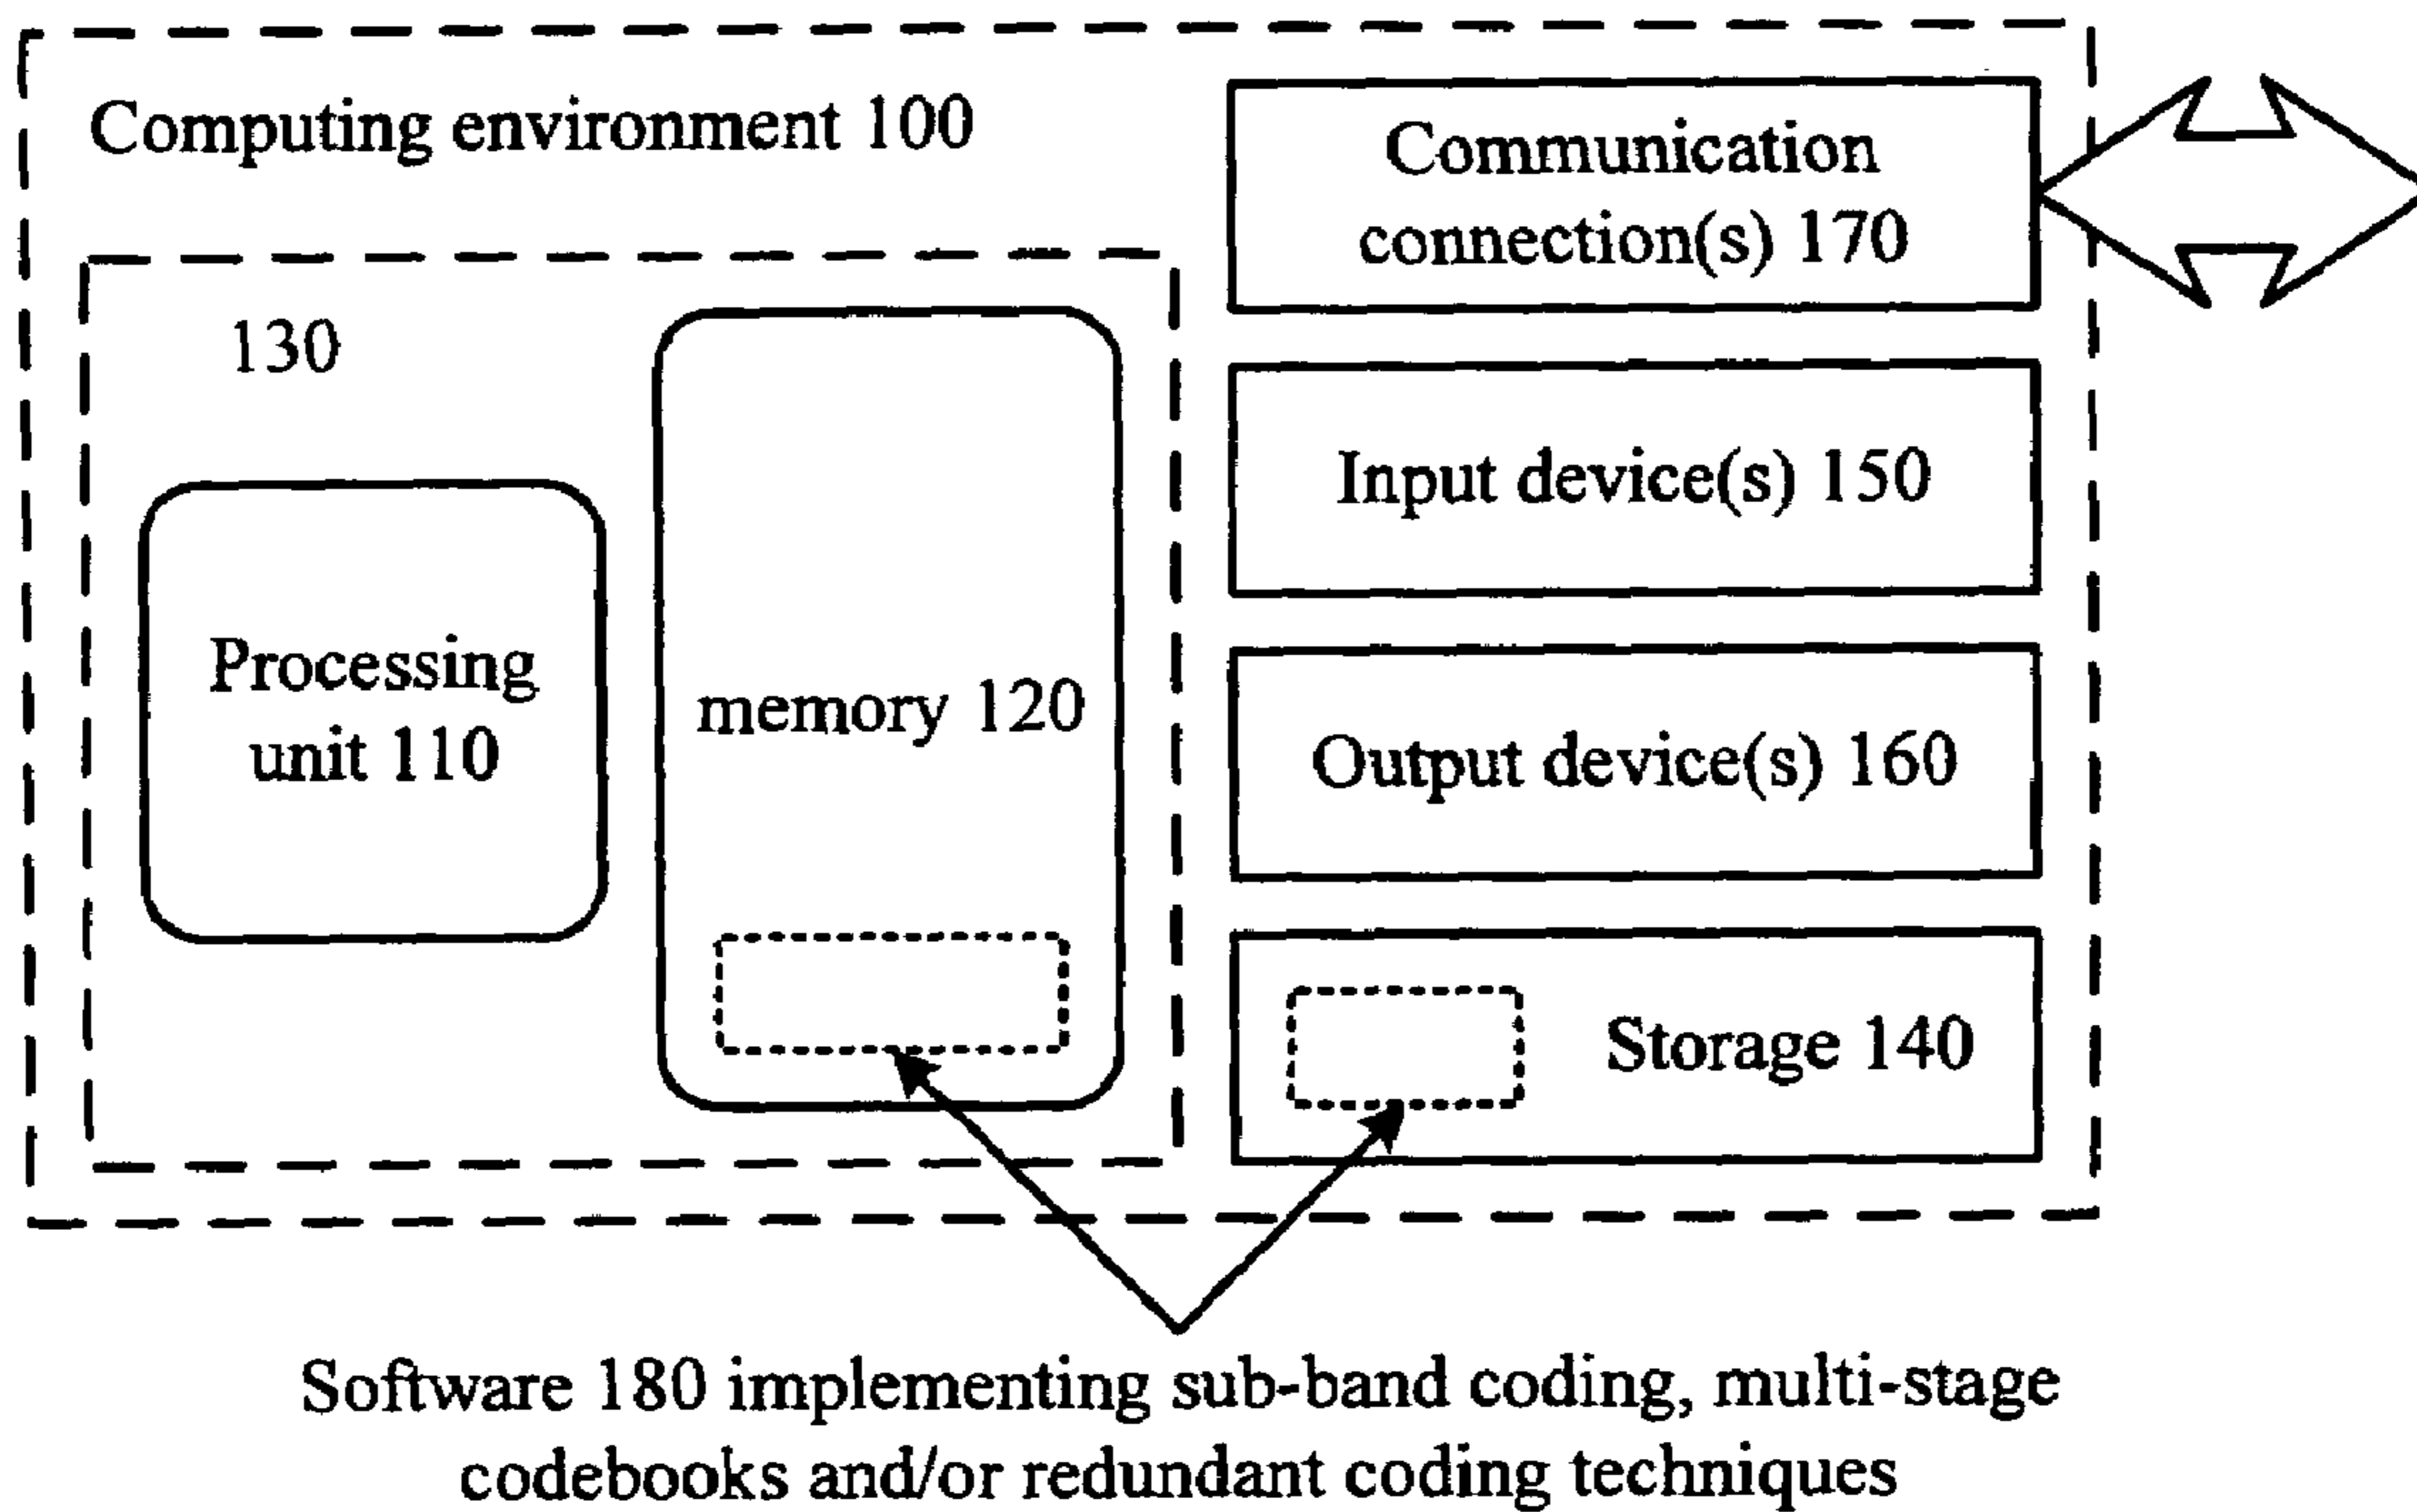 Computing environment 100
Communication
connection(s) 170
130
Input device(s) 150
Processing
unit 110
memory 120
Output device(s) 160
Storage 140
Software 180 implementing sub-band coding, multi-stage
codebooks and/or redundant coding techniques